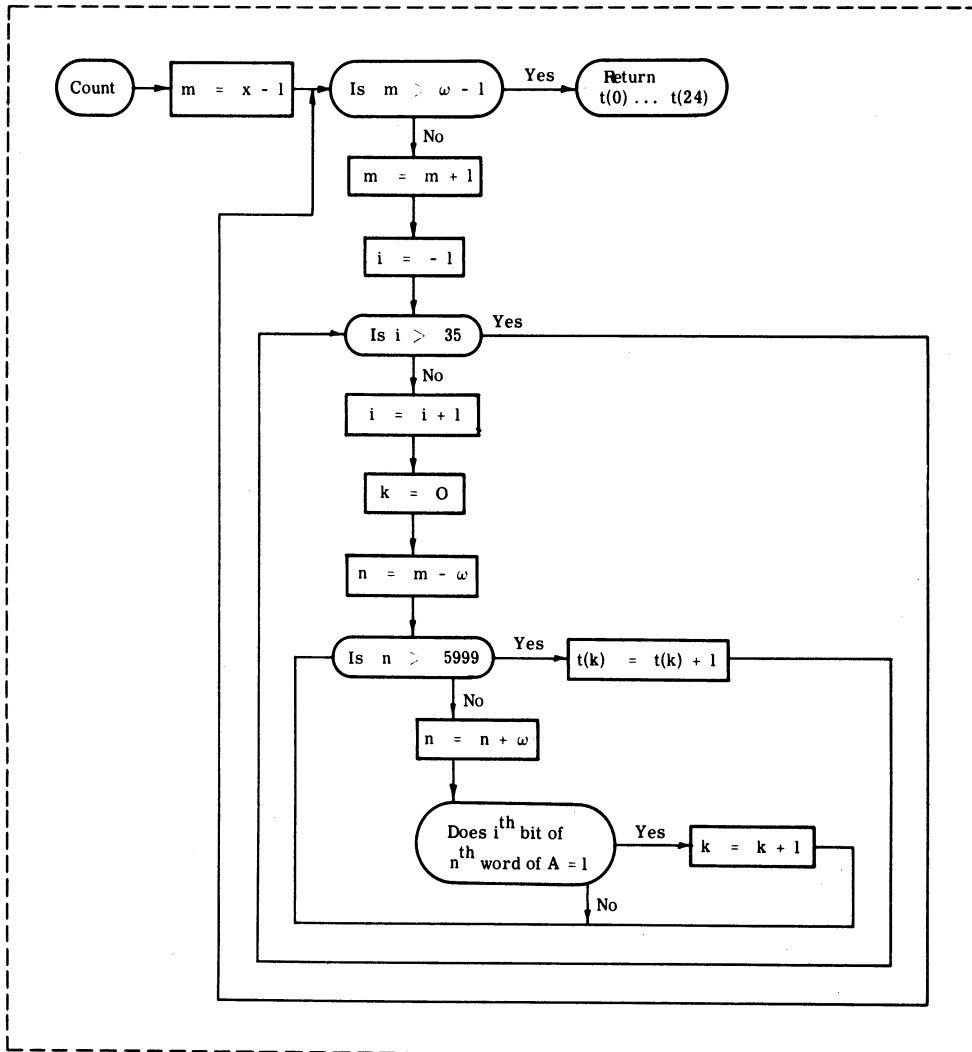 Count
m = x - 1
Is m > ω - 1
Yes
Return
t(0) ... t(24)
No
m = m + 1
i = - 1
Is i > 35
Yes
No
i = i + 1
k = O
n = m - ω
Is n > 5999
Yes
t(k) = t(k) + 1
No
n = n + ω
Does i th bit of
n th word of A = 1
Yes
k = k + 1
No